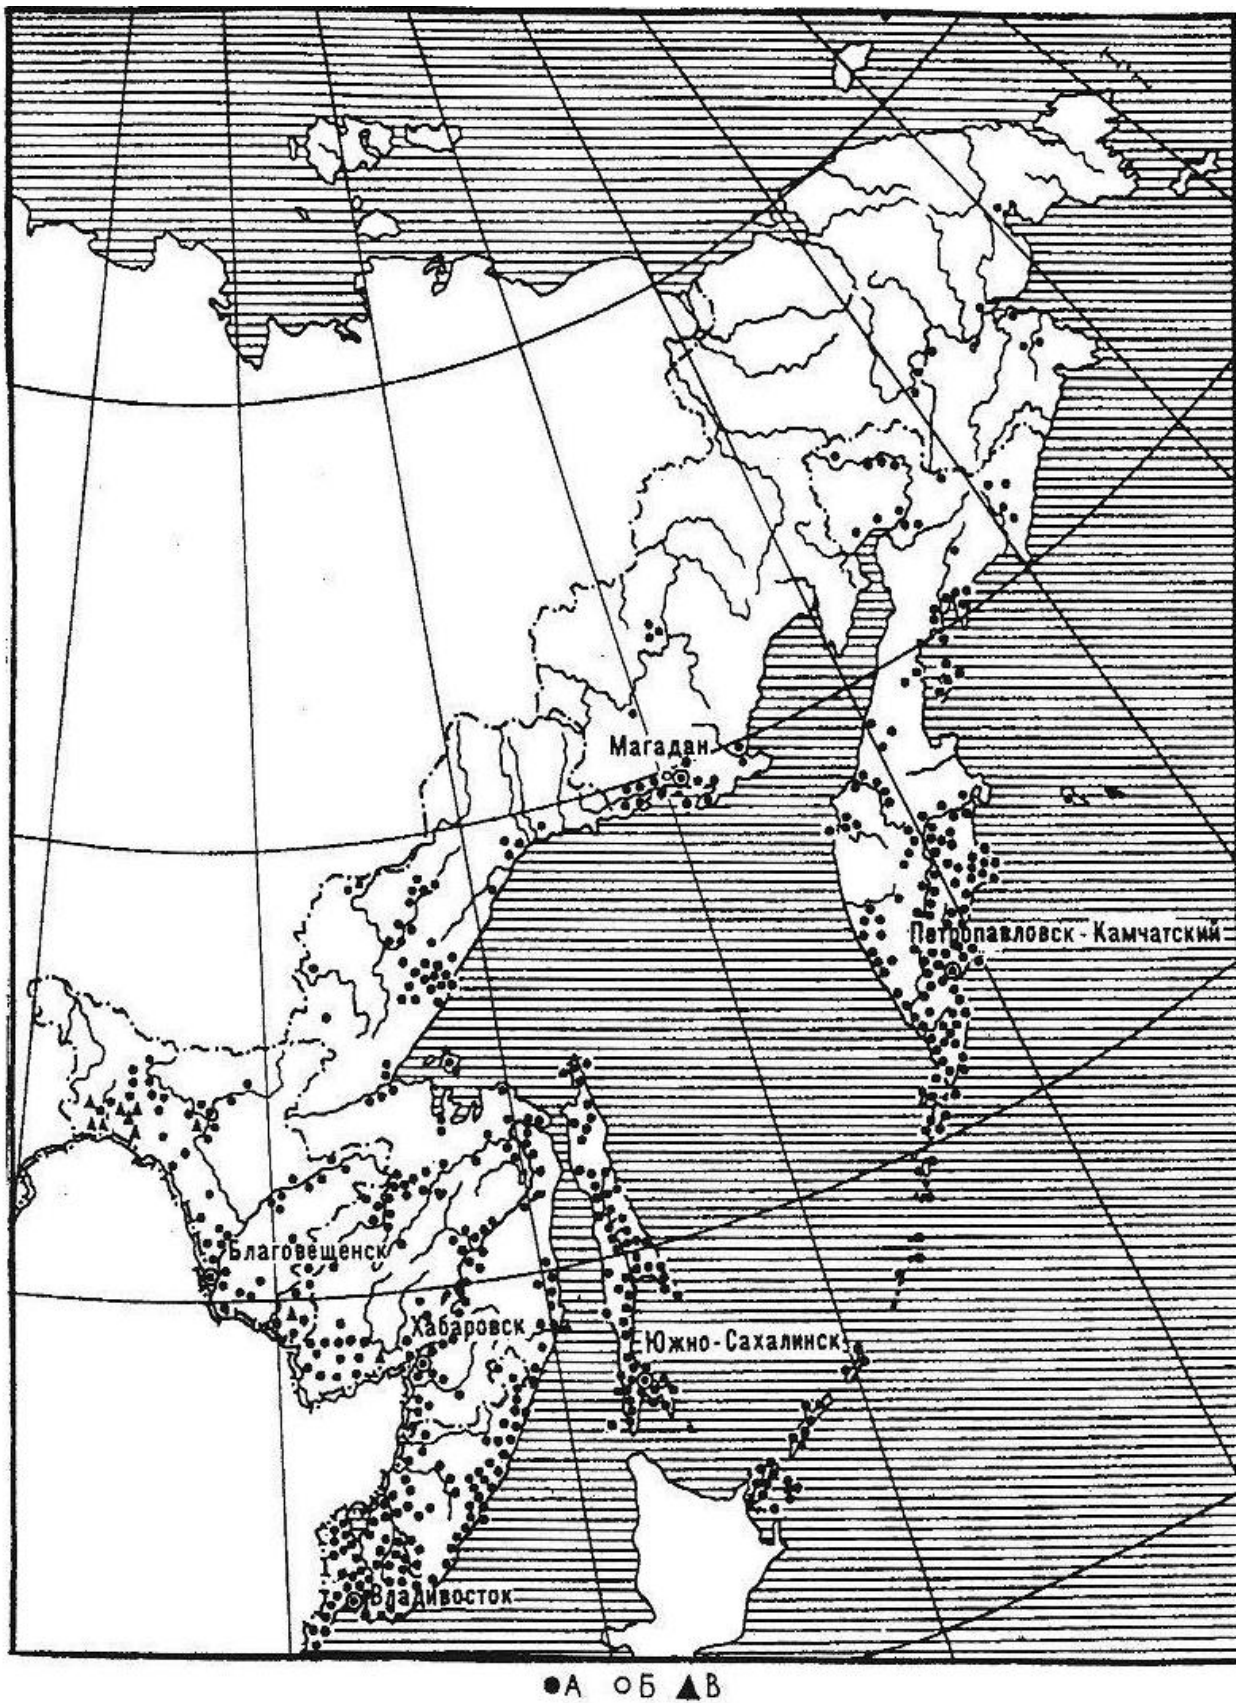 Магадан
Петропавловск-Камчатский
Благовещенск
Хабаровск
Южно-Сахалинск
Владивосток
А Б В